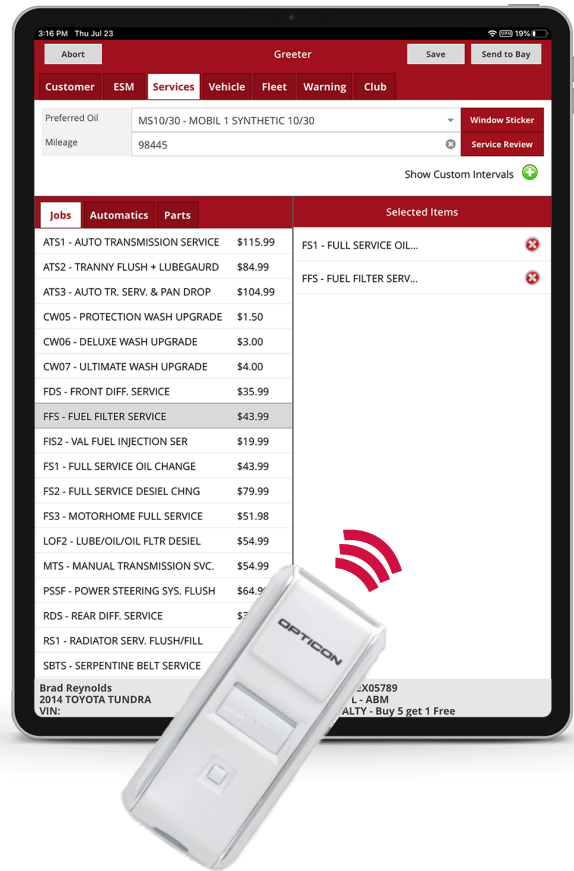 3:16 PM Thu Jul 23
VPN 19%
Abort Greeter Save Send to Bay
Customer ESM Services Vehicle Fleet Warning Club
Preferred Oil MS10/30 - MOBIL 1 SYNTHETIC 10/30 Window Sticker
Mileage 98445 Service Review
Show Custom Intervals
Jobs Automatics Parts
Selected Items
ATS1 - AUTO TRANSMISSION SERVICE $115.99
ATS2 - TRANNY FLUSH + LUBEGAURD $84.99
ATS3 - AUTO TR. SERV. & PAN DROP $104.99
CW05 - PROTECTION WASH UPGRADE $1.50
CW06 - DELUXE WASH UPGRADE $3.00
CW07 - ULTIMATE WASH UPGRADE $4.00
FDS - FRONT DIFF. SERVICE $35.99
FFS - FUEL FILTER SERVICE $43.99
FIS2 - VAL FUEL INJECTION SER $19.99
FS1 - FULL SERVICE OIL CHANGE $43.99
FS2 - FULL SERVICE DESIEL CHNG $79.99
FS3 - MOTORHOME FULL SERVICE $51.98
LOF2 - LUBE/OIL/OIL FLTR DESIEL $54.99
MTS - MANUAL TRANSMISSION SVC. $54.99
PSSF - POWER STEERING SYS. FLUSH $64.9
RDS - REAR DIFF. SERVICE
RS1 - RADIATOR SERV. FLUSH/FILL
SBTS - SERPENTINE BELT SERVICE
FS1 - FULL SERVICE OIL...
FFS - FUEL FILTER SERV...
Brad Reynolds
2014 TOYOTA TUNDRA
VIN:
EX05789
L - ABM
ALTY - Buy 5 get 1 Free
OPTICON